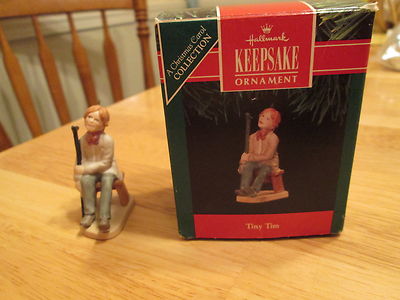 A Christmas Carol
COLLECTION
Hallmark
KEEPSAKE
ORNAMENT
Tiny Tim